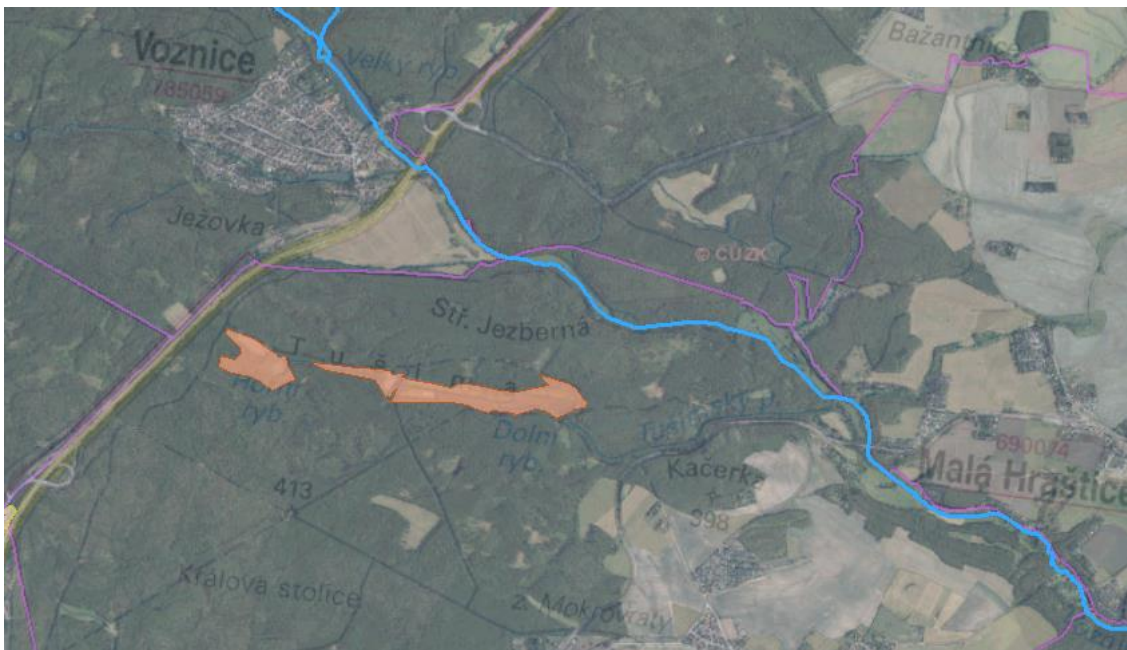 Voznice
785059
Velký ryb.
Bažantnice
Ježovka
© ČÚZK
Stř. Jezberná
T u š i m
Horní
ryb.
Dolní
ryb.
Tušimský p.
690074
Malá Hraštice
Kačerka
398
413
Králova stolice
z. Mokrovraty